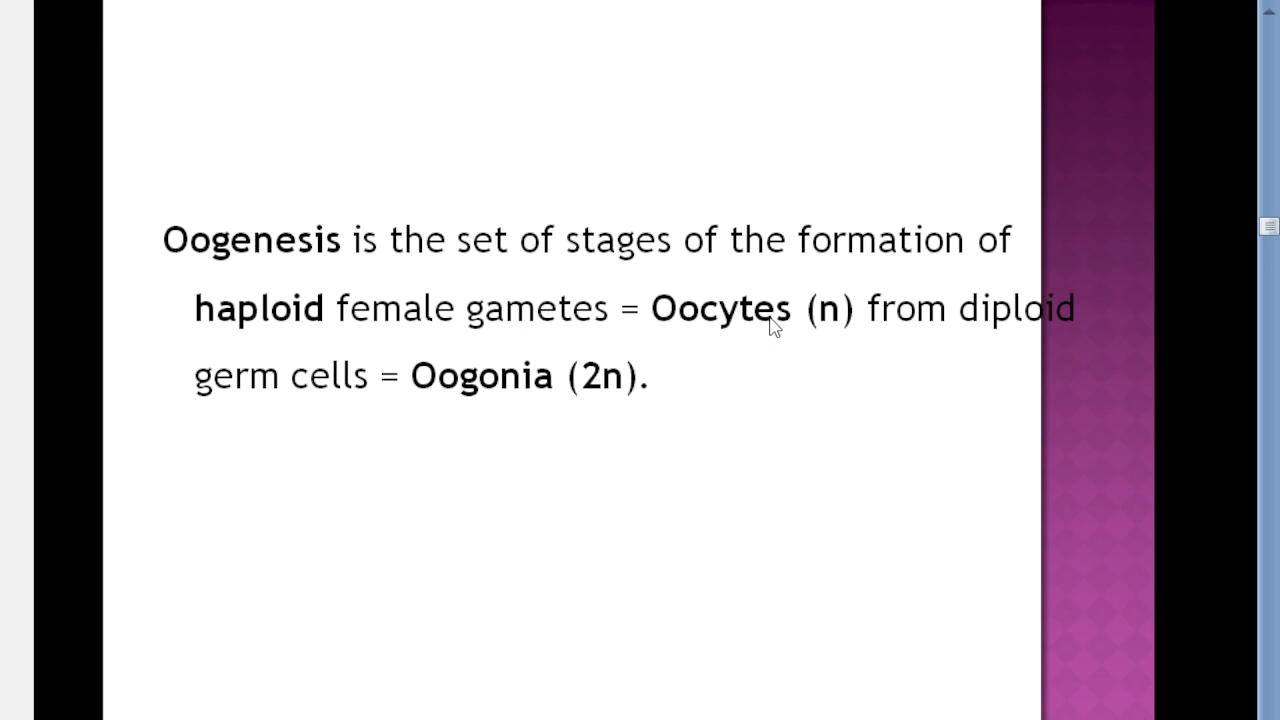 Oogenesis is the set of stages of the formation of
haploid female gametes = Oocytes (n) from diploid
germ cells = Oogonia (2n).